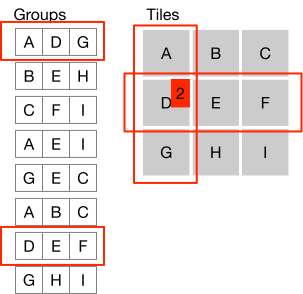 Groups
A D G
B E H
C F I
A E I
G E C
A B C
D E F
G H I
Tiles
A B C
D 2 E F
G H I